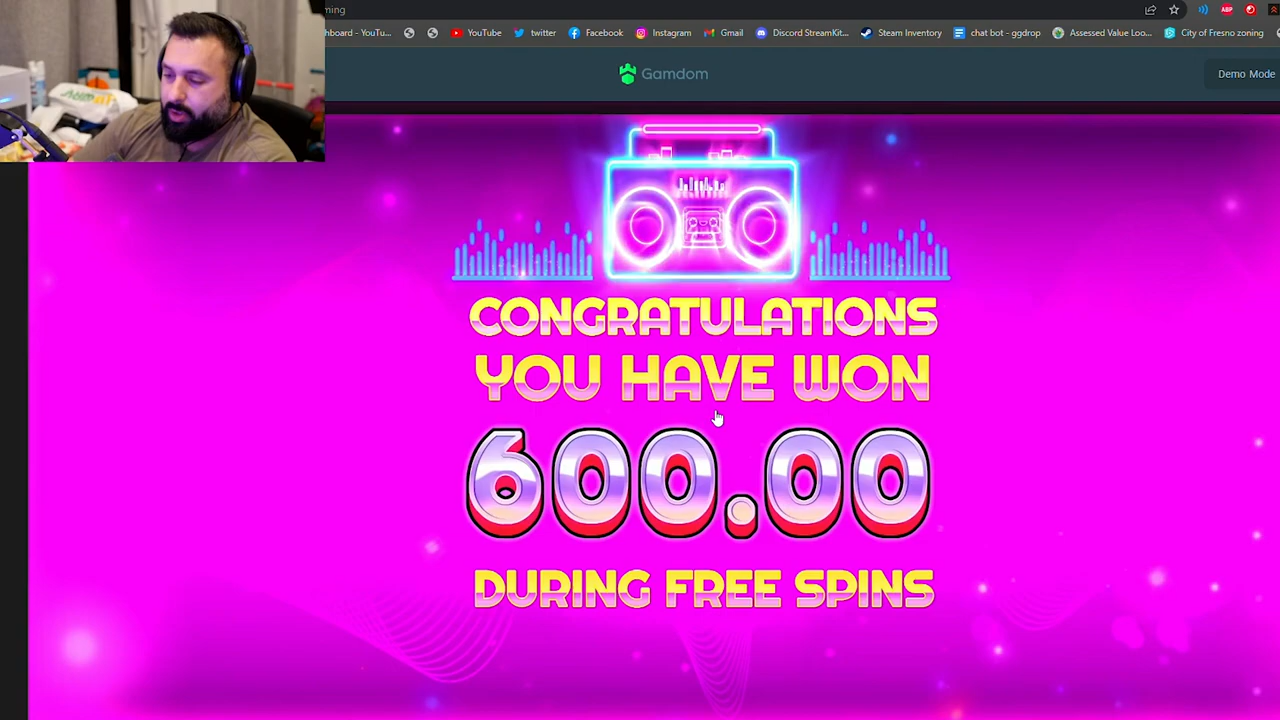 ming
hboard - YouTu...
YouTube
twitter
Facebook
Instagram
Gmail
Discord StreamKit...
Steam Inventory
chat bot - ggdrop
Assessed Value Loo...
City of Fresno zoning
ABP
Gamdom
Demo Mode
CONGRATULATIONS
YOU HAVE WON
600.00
DURING FREE SPINS